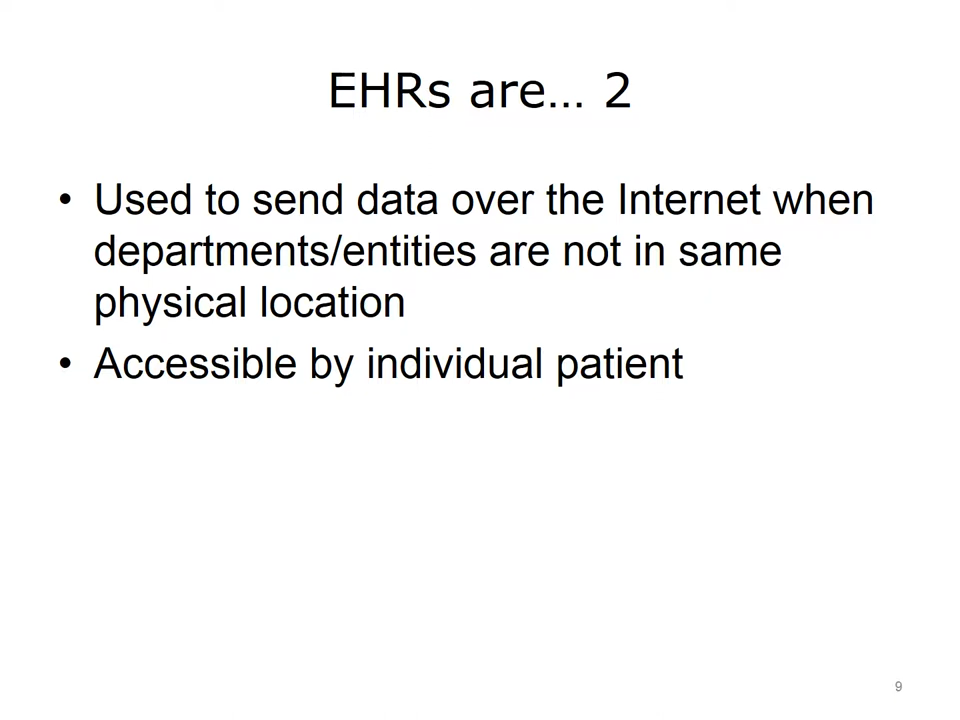 EHRs are… 2
• Used to send data over the Internet when
departments/entities are not in same
physical location
• Accessible by individual patient
9